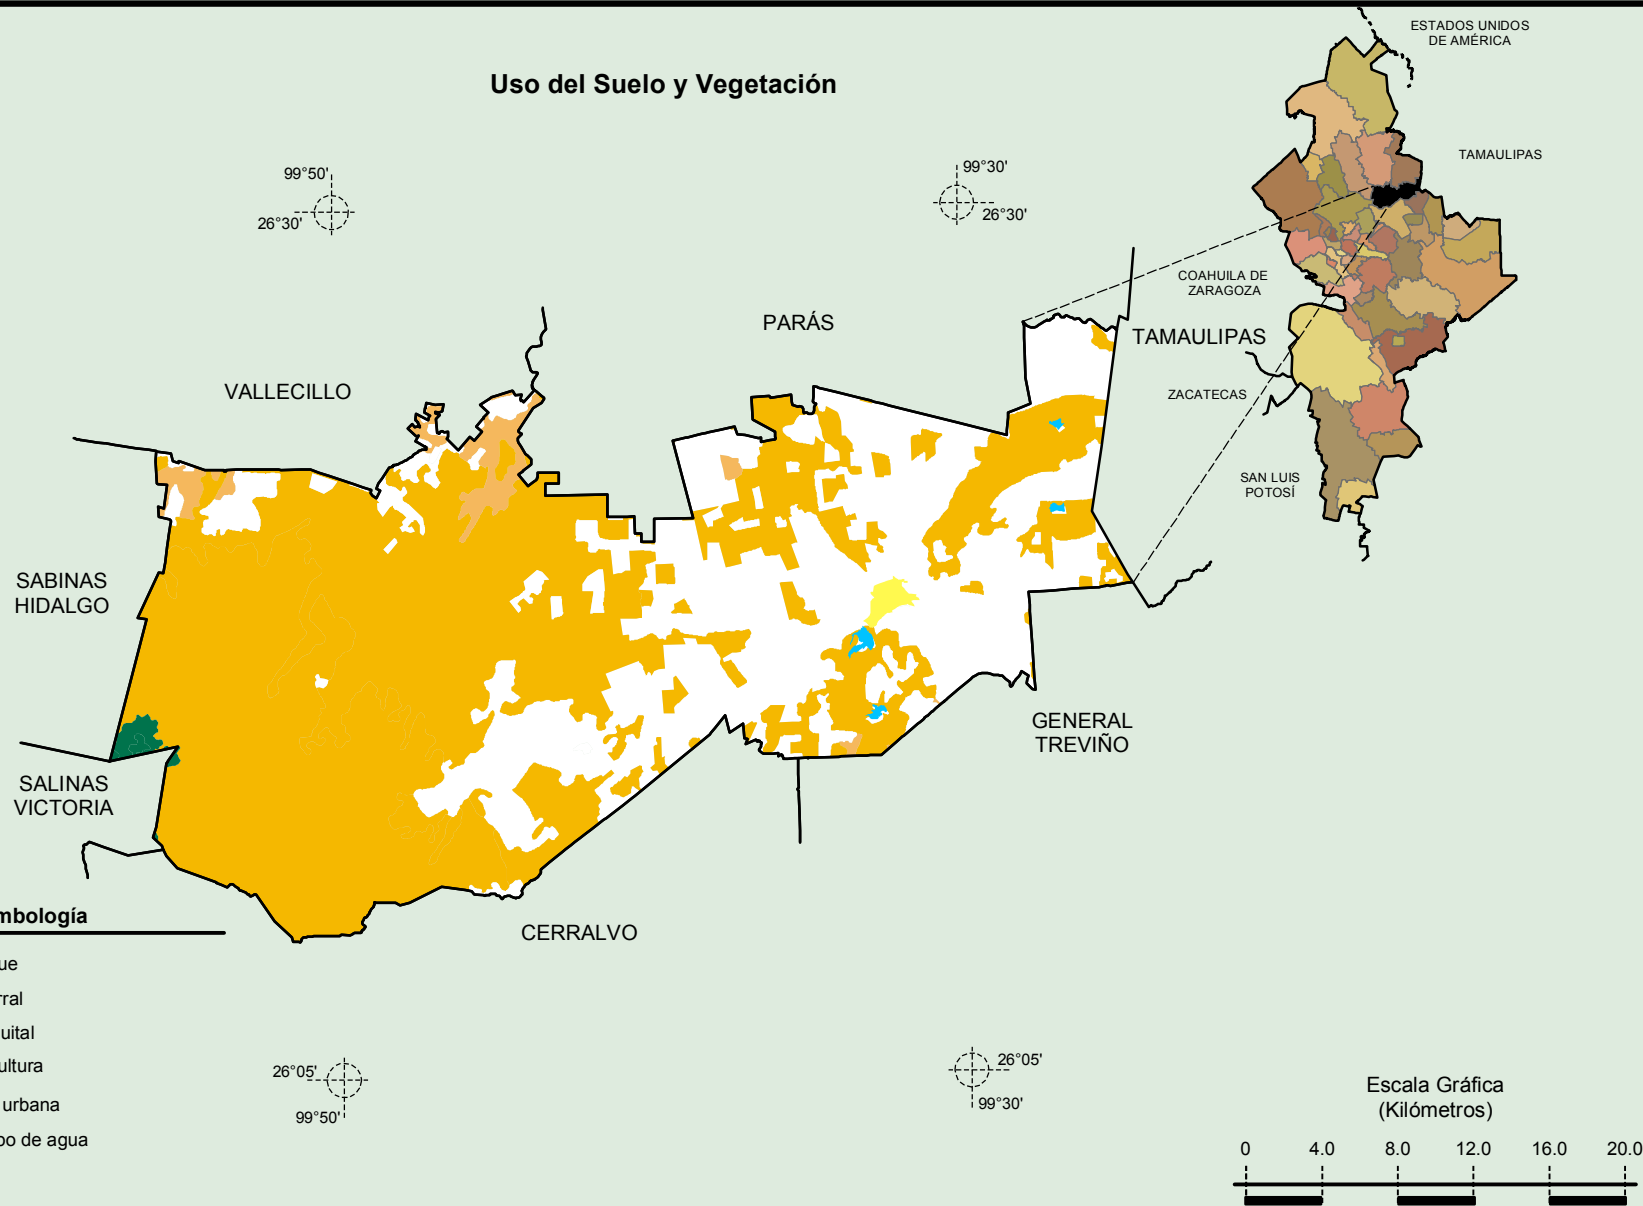 Uso del Suelo y Vegetación
ESTADOS UNIDOS
DE AMÉRICA
TAMAULIPAS
COAHUILA DE
ZARAGOZA
ZACATECAS
SAN LUIS
POTOSÍ
99°50'
26°30'
99°30'
26°30'
PARÁS
TAMAULIPAS
VALLECILLO
SABINAS
HIDALGO
SALINAS
VICTORIA
GENERAL
TREVIÑO
CERRALVO
mbología
ue
rral
uital
ultura
urbana
po de agua
26°05'
99°50'
26°05'
99°30'
Escala Gráfica
(Kilómetros)
0 4.0 8.0 12.0 16.0 20.0